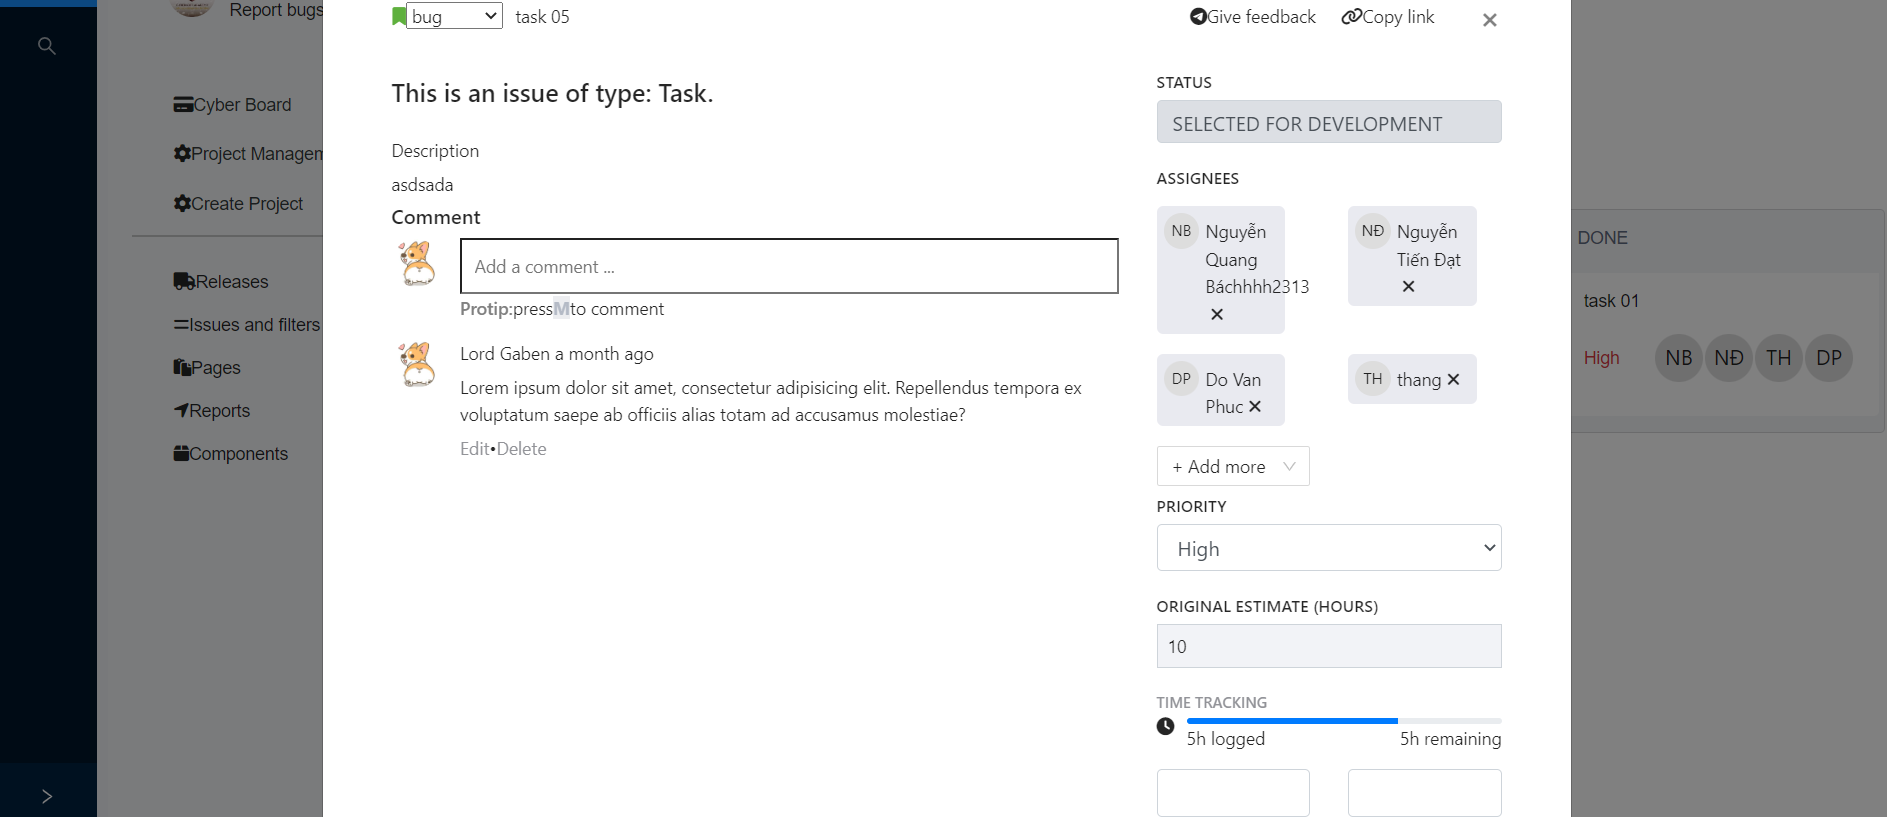 Report bugs
Cyber Board
Project Managem
Create Project
Releases
Issues and filters
Pages
Reports
Components
bug
task 05
Give feedback
Copy link
This is an issue of type: Task.
Description
asdsada
Comment
Add a comment ...
Protip:pressMto comment
Lord Gaben a month ago
Lorem ipsum dolor sit amet, consectetur adipisicing elit. Repellendus tempora ex
voluptatum saepe ab officiis alias totam ad accusamus molestiae?
Edit•Delete
STATUS
SELECTED FOR DEVELOPMENT
ASSIGNEES
NB Nguyễn
Quang
Báchhhh2313
NĐ Nguyễn
Tiến Đạt
DP Do Van
Phuc
TH thang
+ Add more
PRIORITY
High
ORIGINAL ESTIMATE (HOURS)
10
TIME TRACKING
5h logged
5h remaining
DONE
task 01
High
NB NĐ TH DP